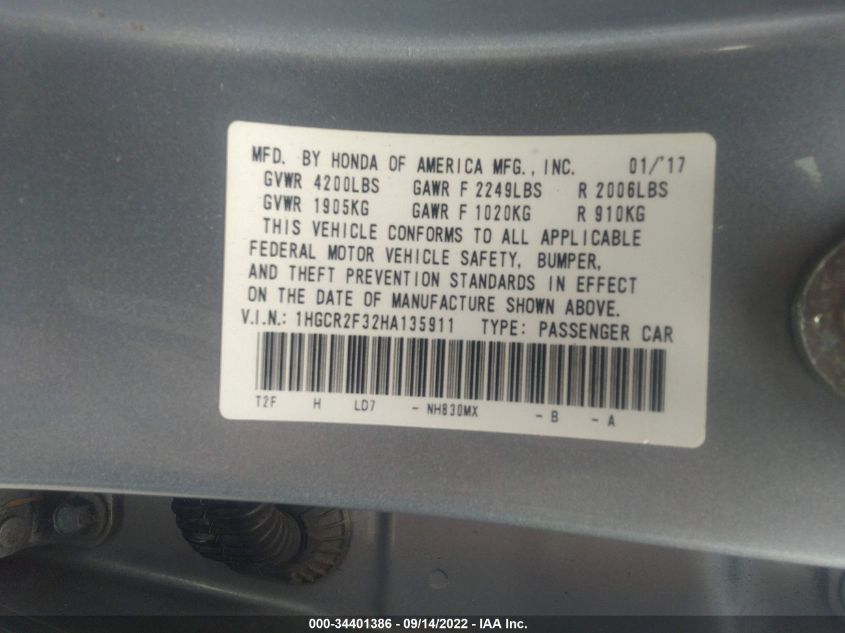 MFD. BY HONDA OF AMERICA MFG., INC. 01/'17
GVWR 4200LBS GAWR F 2249LBS R 2006LBS
GVWR 1905KG GAWR F 1020KG R 910KG
THIS VEHICLE CONFORMS TO ALL APPLICABLE
FEDERAL MOTOR VEHICLE SAFETY, BUMPER,
AND THEFT PREVENTION STANDARDS IN EFFECT
ON THE DATE OF MANUFACTURE SHOWN ABOVE.
V.I.N.: 1HGCR2F32HA135911 TYPE: PASSENGER CAR
T2F H LD7 - NH830MX - B - A
000-34401386 - 09/14/2022 - IAA Inc.